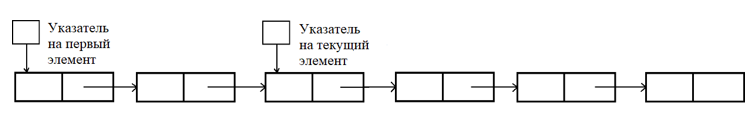 Указатель
на первый
элемент
Указатель
на текущий
элемент